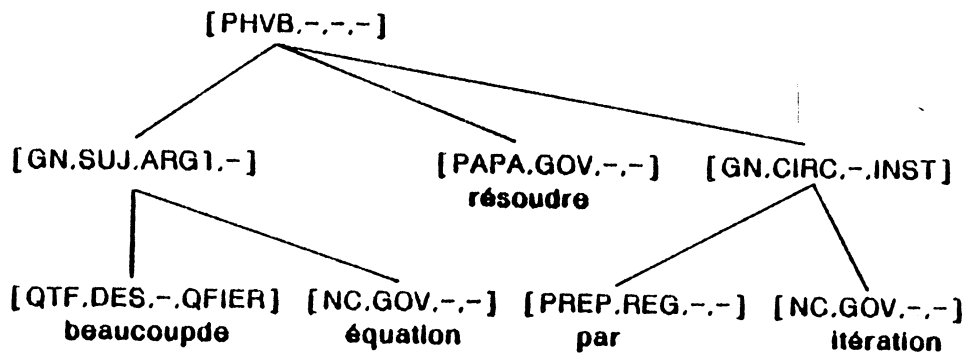 [PHVB.-.-.-]
[GN.SUJ.ARG1.-] [PAPA.GOV.-.-] [GN.CIRC.-.INST]
résoudre
[QTF.DES.-.QFIER] [NC.GOV.-.-] [PREP.REG.-.-] [NC.GOV.-.-]
beaucoupde équation par itération